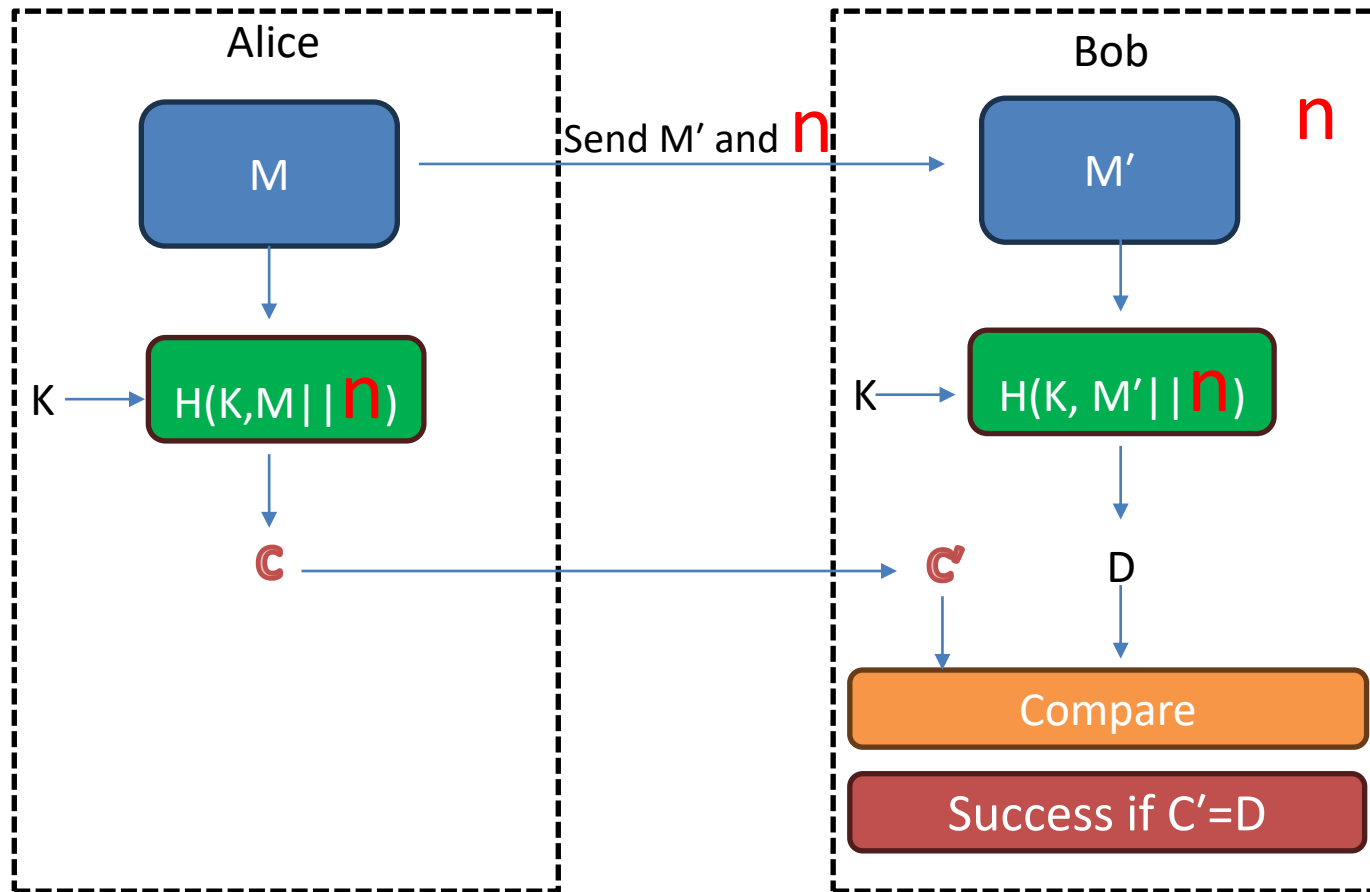 Alice
Bob
M
Send M′ and n
M′
n
K
H(K,M||n)
K
H(K, M′||n)
C
C′
D
Compare
Success if C′=D